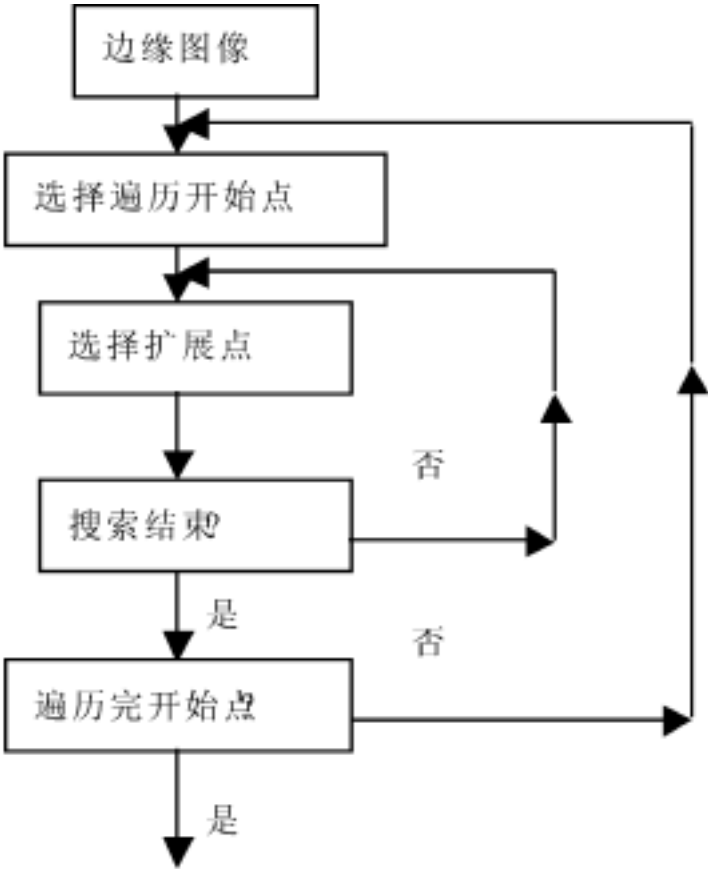 边缘图像
选择遍历开始点
选择扩展点
否
搜索结束?
是
否
遍历完开始点?
是